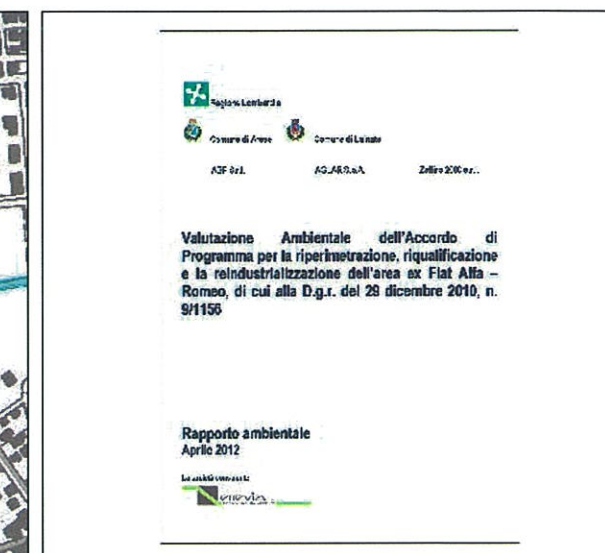 Regione Lombardia
Comune di Arese Comune di Lainate
Valutazione Ambientale dell'Accordo di
Programma per la riperimetrazione, riqualificazione
e la reindustrializzazione dell'area ex Fiat Alfa –
Romeo, di cui alla D.g.r. del 29 dicembre 2010, n.
9/1156
Rapporto ambientale
Aprile 2012